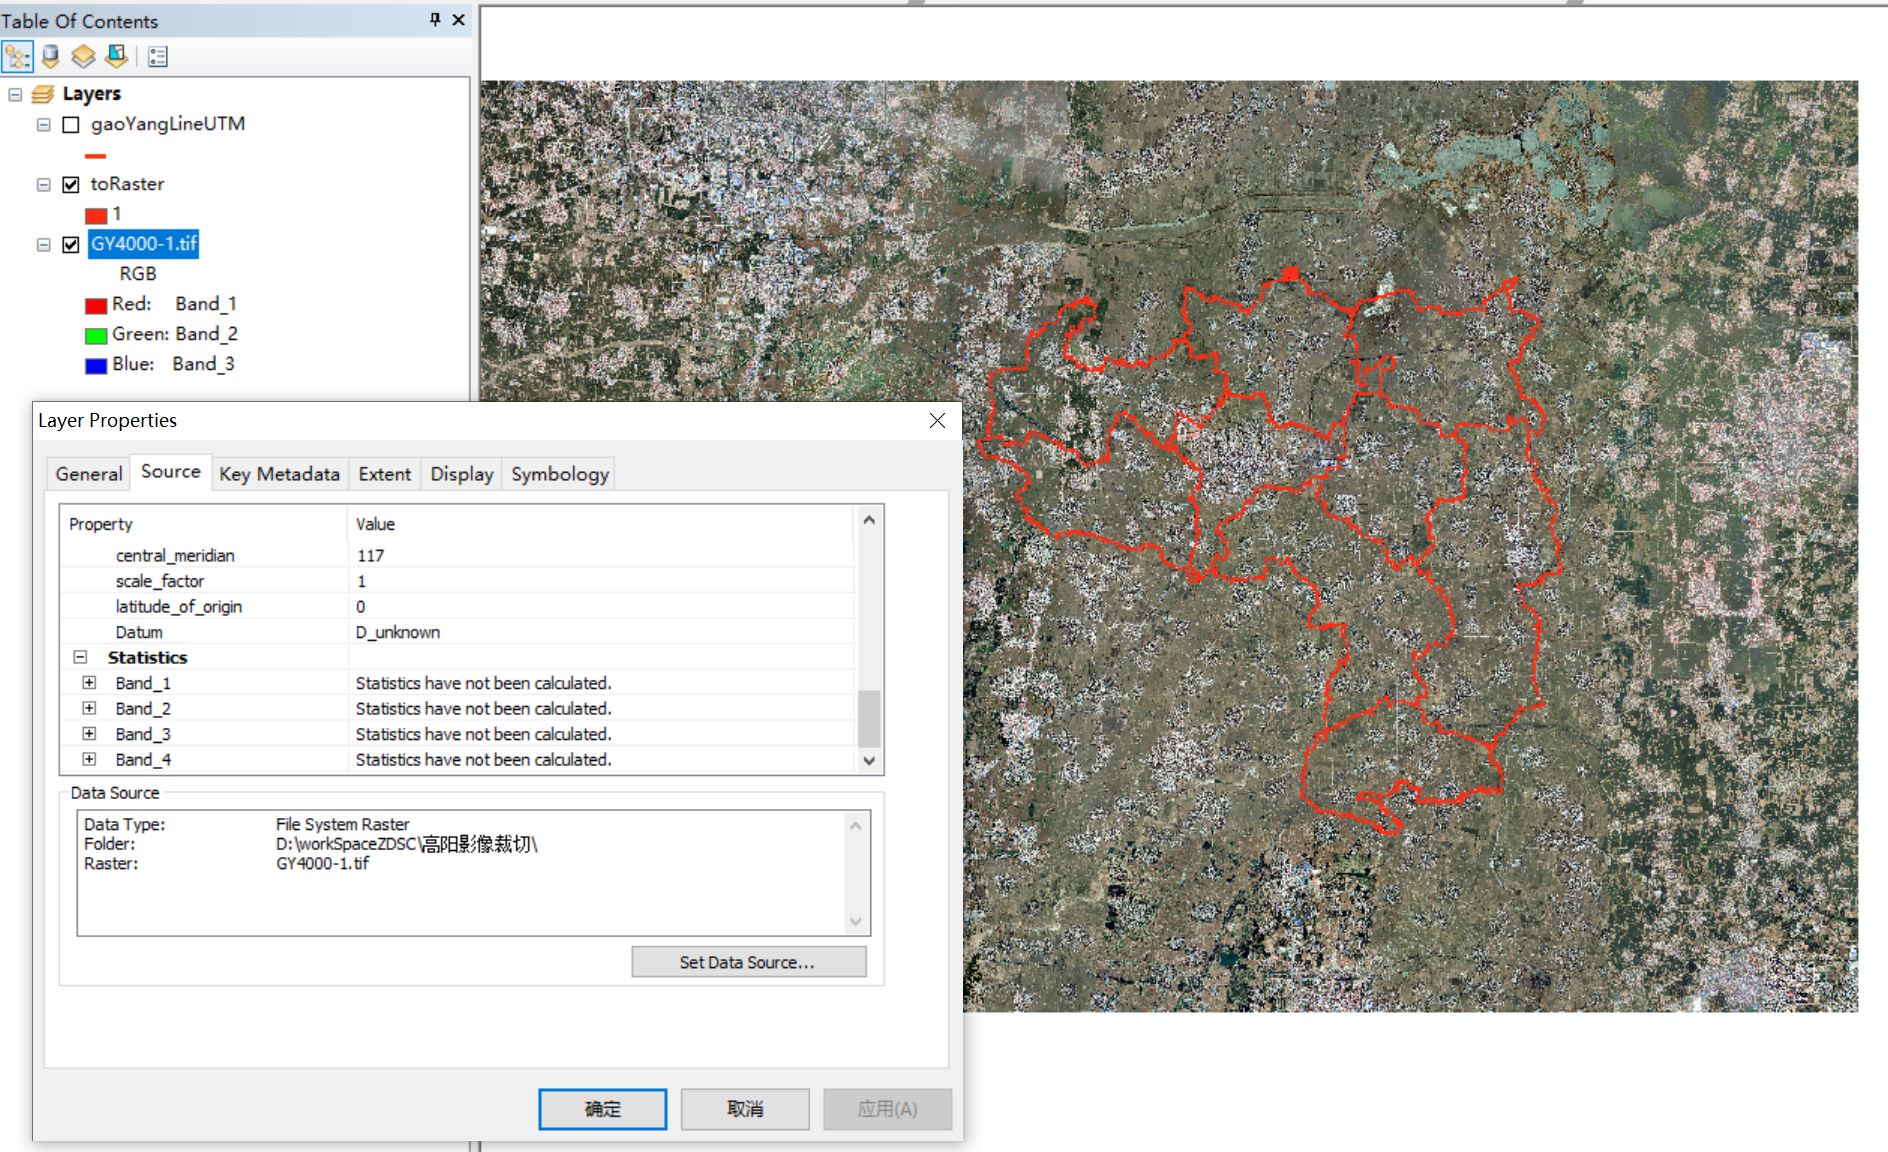 Table Of Contents
Layers
gaoYangLineUTM
toRaster
1
GY4000-1.tif
RGB
Red: Band_1
Green: Band_2
Blue: Band_3
Layer Properties
General Source Key Metadata Extent Display Symbology
Property Value
central_meridian 117
scale_factor 1
latitude_of_origin 0
Datum D_unknown
Statistics
Band_1 Statistics have not been calculated.
Band_2 Statistics have not been calculated.
Band_3 Statistics have not been calculated.
Band_4 Statistics have not been calculated.
Data Source
Data Type: File System Raster
Folder: D:\workSpaceZDSC\高阳影像裁切\
Raster: GY4000-1.tif
Set Data Source...
确定 取消 应用(A)